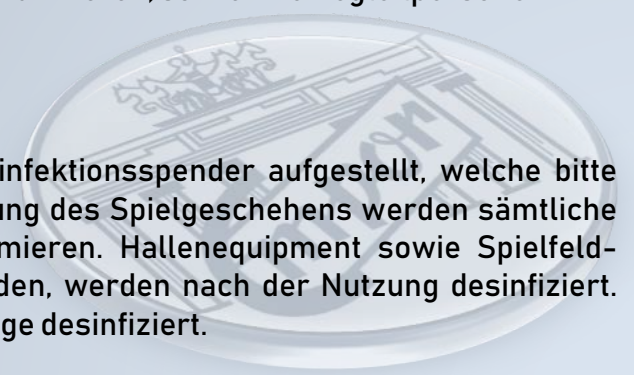 infektionsspender aufgestellt, welche bitte
ung des Spielgeschehens werden sämtliche
mieren. Hallenequipment sowie Spielfeld-
den, werden nach der Nutzung desinfiziert.
ge desinfiziert.